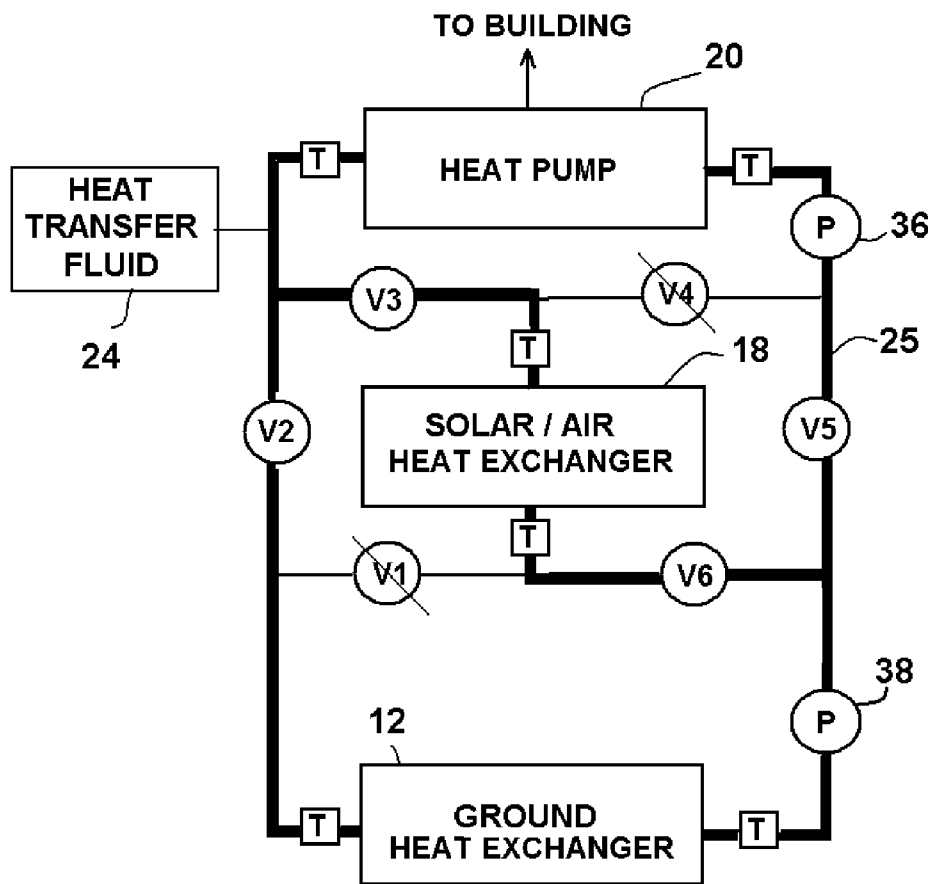 TO BUILDING
20
T
HEAT PUMP
T
HEAT
TRANSFER
FLUID
P
36
V3
V4
24
T
18
25
V2
SOLAR / AIR
HEAT EXCHANGER
V5
T
V1
V6
38
12
P
T
GROUND
HEAT EXCHANGER
T